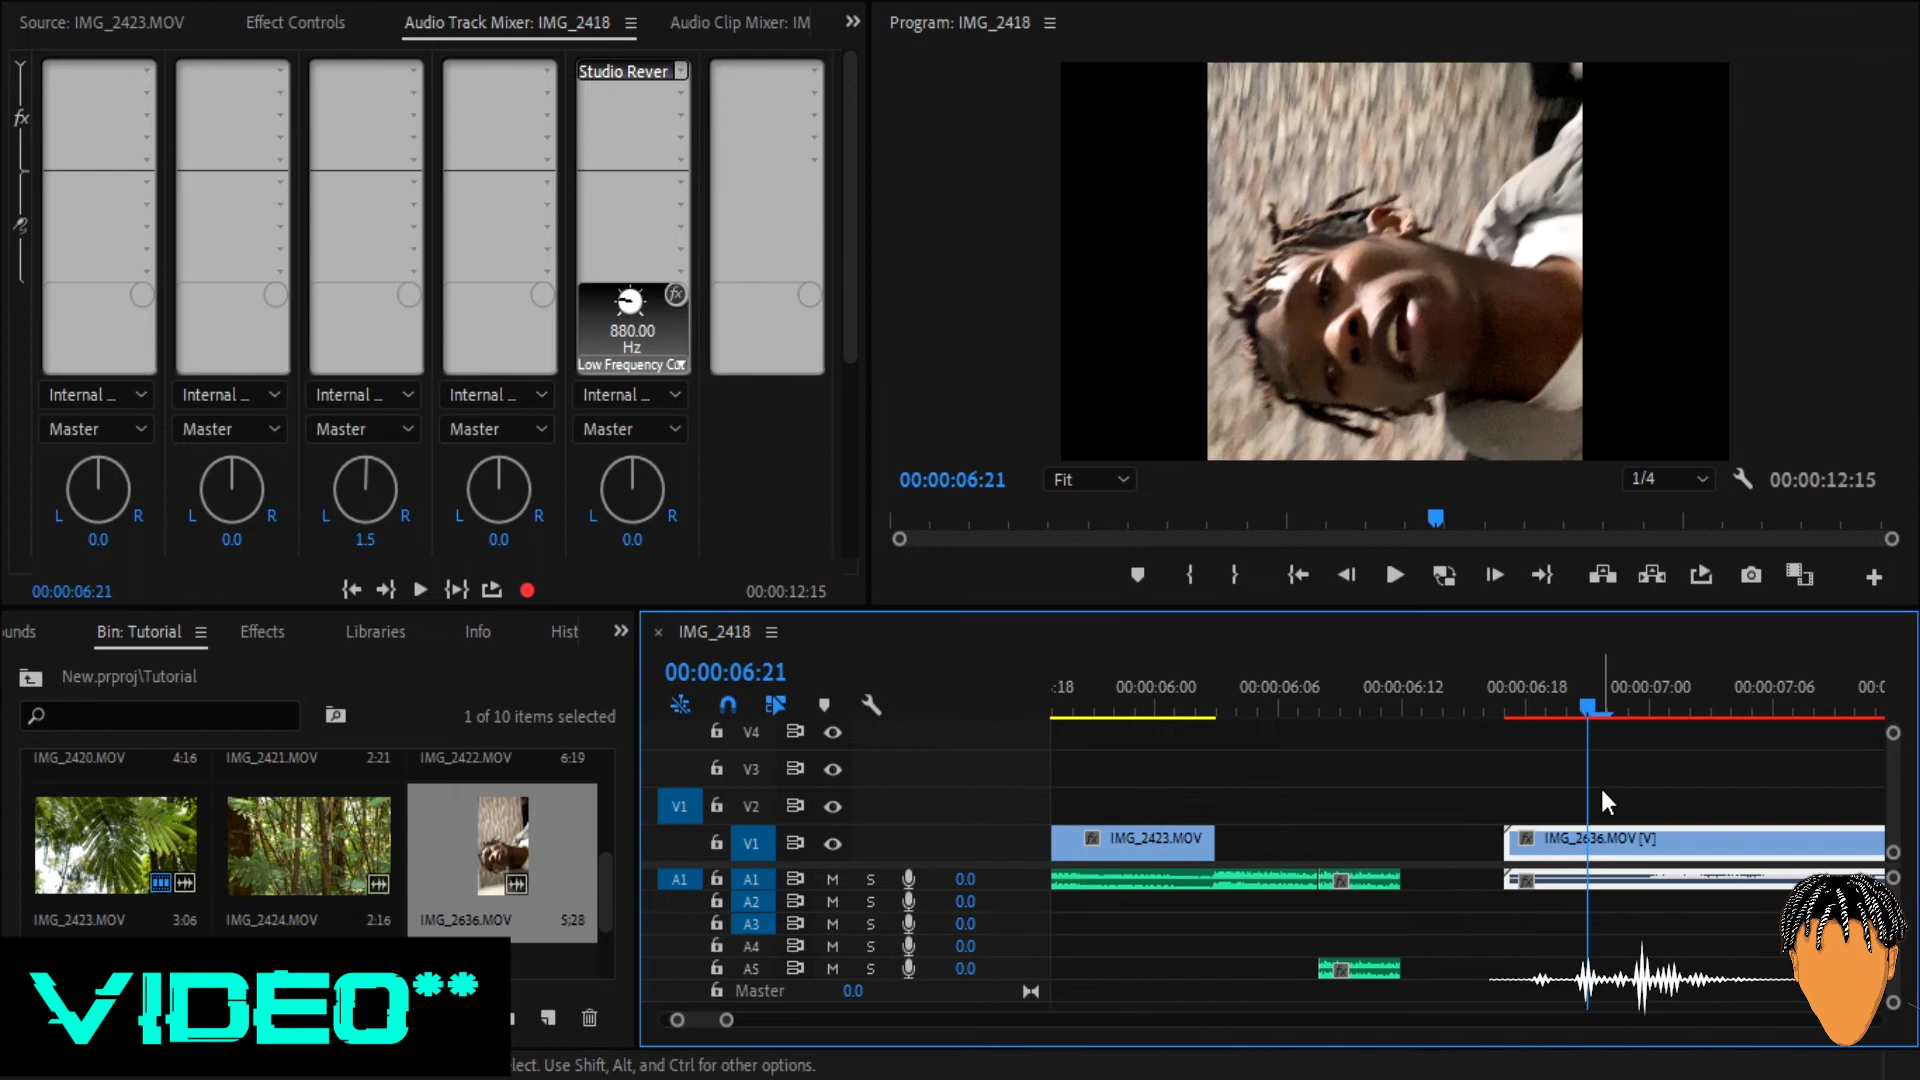 Source: IMG_2423.MOV
Effect Controls
Audio Track Mixer: IMG_2418
Audio Clip Mixer: IM
Program: IMG_2418
fx
Studio Rever
fx
880.00
Hz
Low Frequency Cu
Internal ...
Internal ...
Internal ...
Internal ...
Internal ...
Master
Master
Master
Master
Master
L R
L R
L R
L R
L R
0.0
0.0
1.5
0.0
0.0
00:00:06:21
00:00:12:15
00:00:06:21
Fit
1/4
00:00:12:15
unds
Bin: Tutorial
Effects
Libraries
Info
Hist
New.prproj\Tutorial
1 of 10 items selected
IMG_2420.MOV 4:16
IMG_2421.MOV 2:21
IMG_2422.MOV 6:19
IMG_2423.MOV 3:06
IMG_2424.MOV 2:16
IMG_2636.MOV 5;28
× IMG_2418
00:00:06:21
:18
00:00:06:00
00:00:06:06
00:00:06:12
00:00:06:18
00:00:07:00
00:00:07:06
00:0
V4
V3
V1 V2
V1
fx IMG_2423.MOV
fx IMG_2636.MOV [V]
A1 A1 M S 0.0
fx
fx
A2 M S 0.0
A3 M S 0.0
A4 M S 0.0
A5 M S 0.0
fx
Master 0.0
VIDEO**
lect. Use Shift, Alt, and Ctrl for other options.